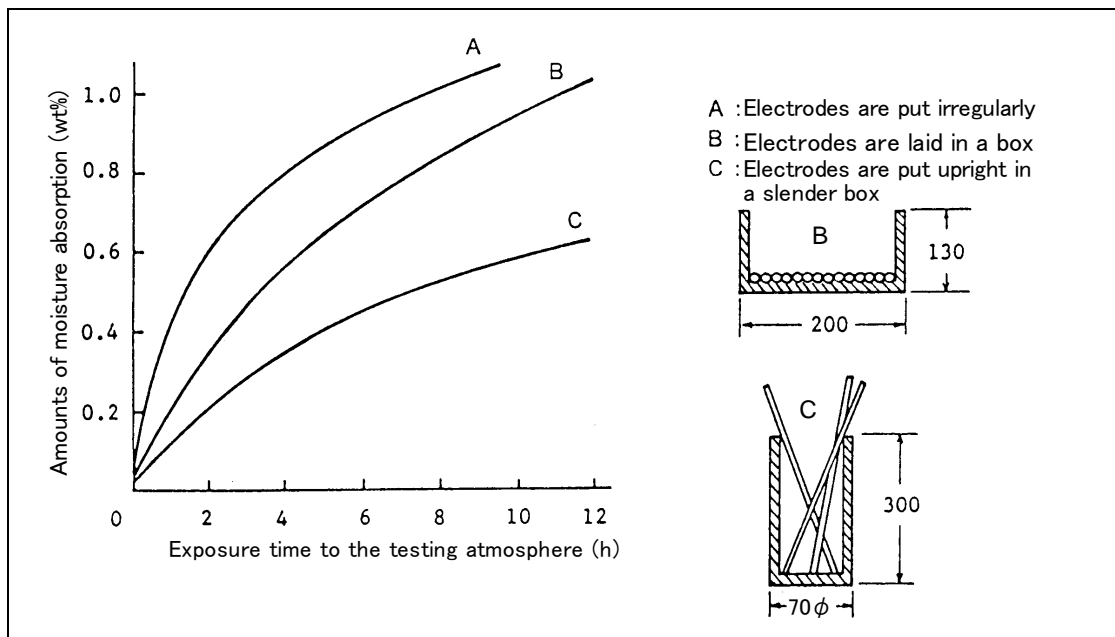 A
B
C
1.0
0.8
0.6
0.4
0.2
0
2
4
6
8
10
12
Amounts of moisture absorption (wt%)
Exposure time to the testing atmosphere (h)
A :Electrodes are put irregularly
B :Electrodes are laid in a box
C :Electrodes are put upright in
a slender box
B
130
200
C
300
70φ